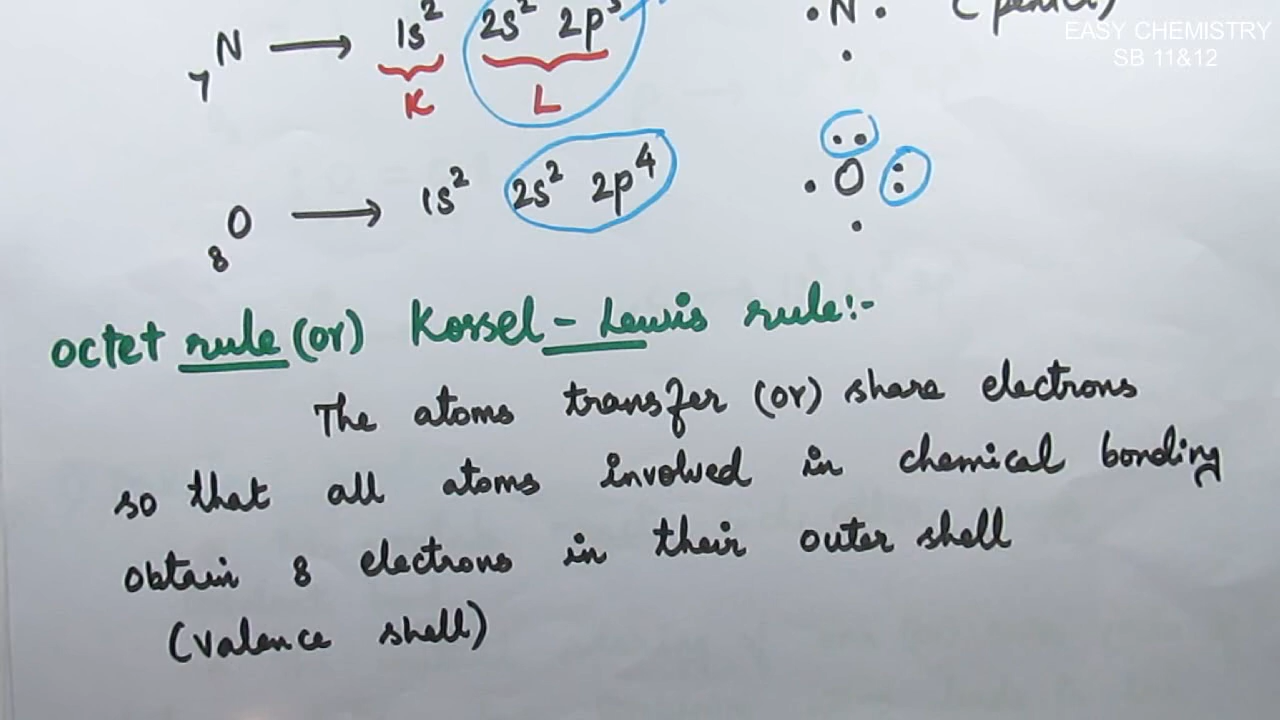 EASY CHEMISTRY
SB 11&12
₇N ⟶ 1s² 2s² 2p³ ·N·
K L
₈O ⟶ 1s² 2s² 2p⁴ ·O:
octet rule (or) Kossel - Lewis rule:-
The atoms transfer (or) share electrons
so that all atoms involved in chemical bonding
obtain 8 electrons in their outer shell
(valence shell)